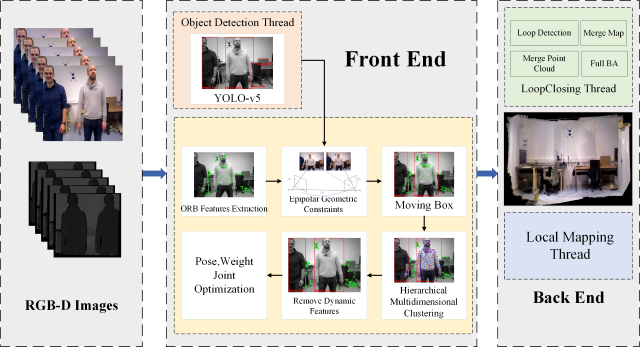 RGB-D Images
Object Detection Thread
YOLO-v5
Front End
ORB Features Extraction
Epipolar Geometric
Constraints
Moving Box
Pose,Weight
Joint
Optimization
Remove Dynamic
Features
Hierarchical
Multidimensional
Clustering
Loop Detection
Merge Map
Merge Point
Cloud
Full BA
LoopClosing Thread
Local Mapping
Thread
Back End